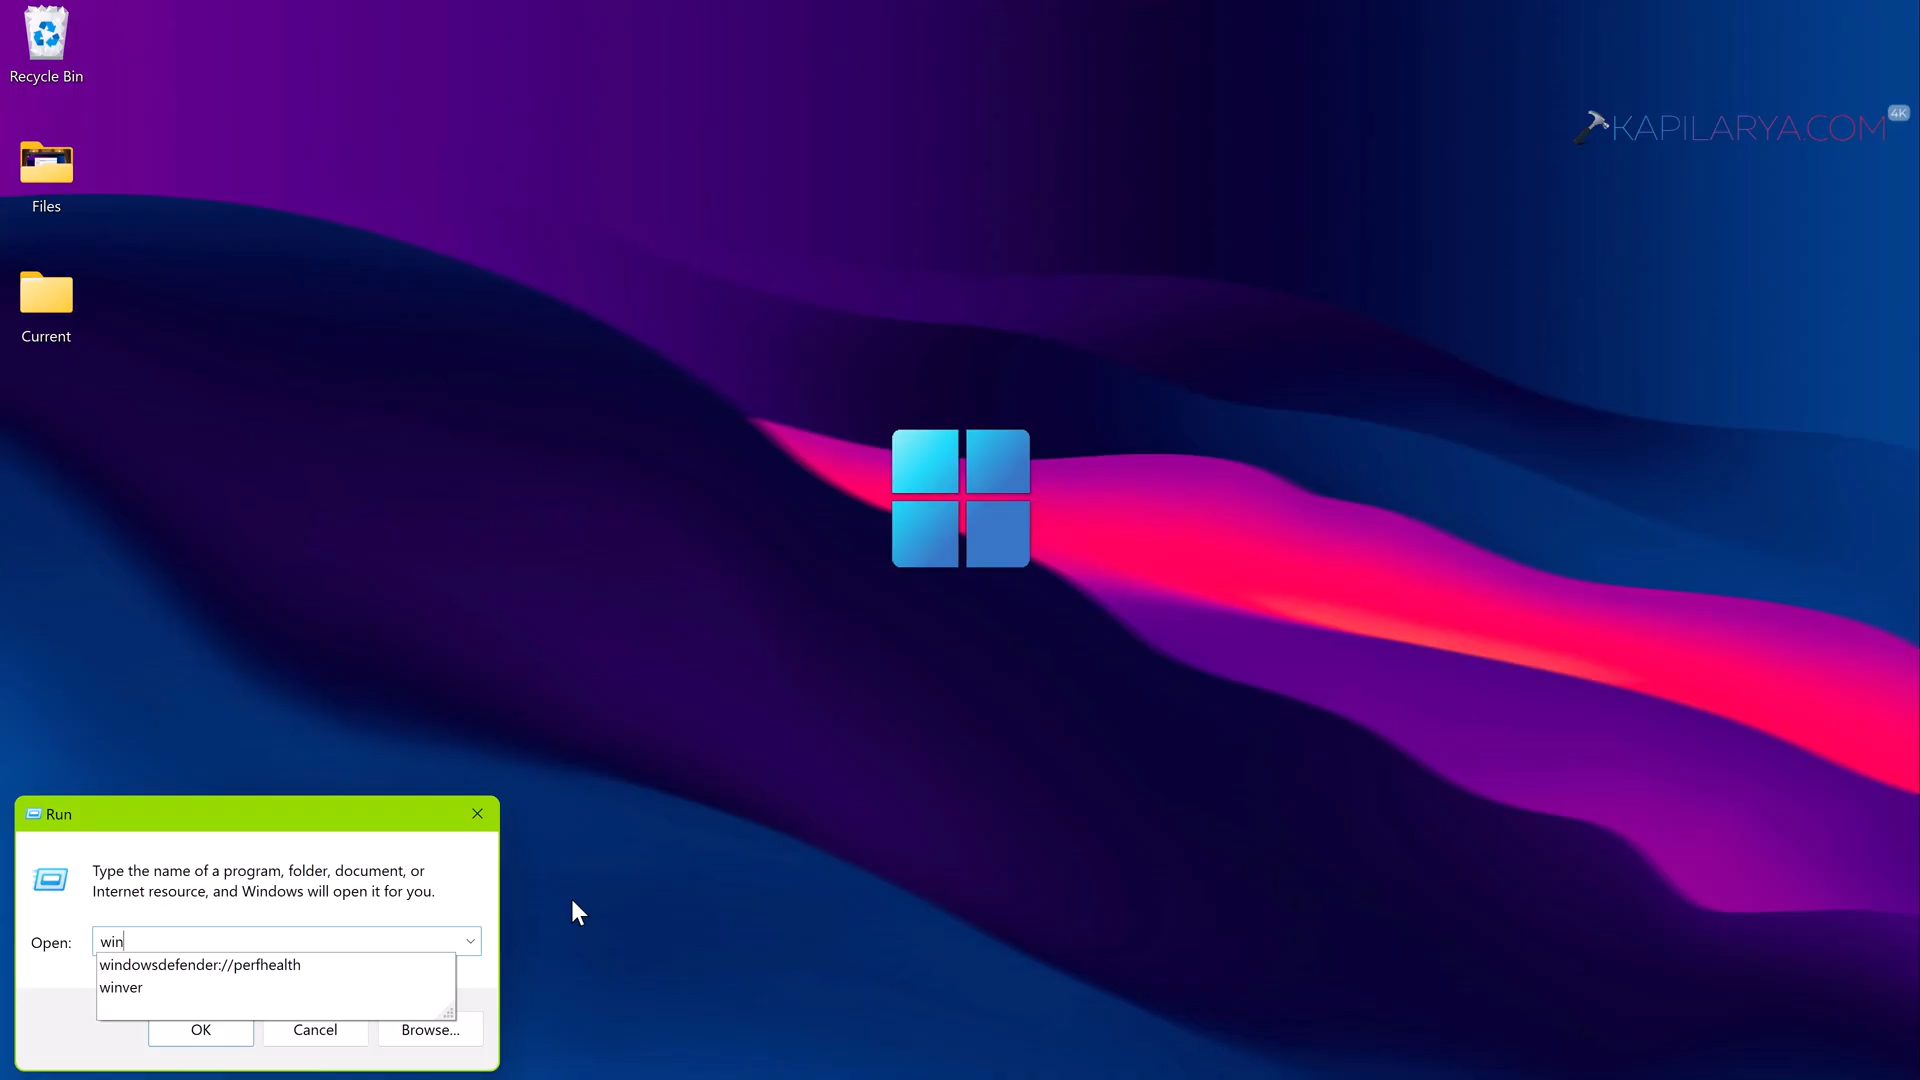 Recycle Bin
KAPILARYA.COM
4K
Files
Current
Run
Type the name of a program, folder, document, or
Internet resource, and Windows will open it for you.
Open:
win
windowsdefender://perfhealth
winver
OK
Cancel
Browse...